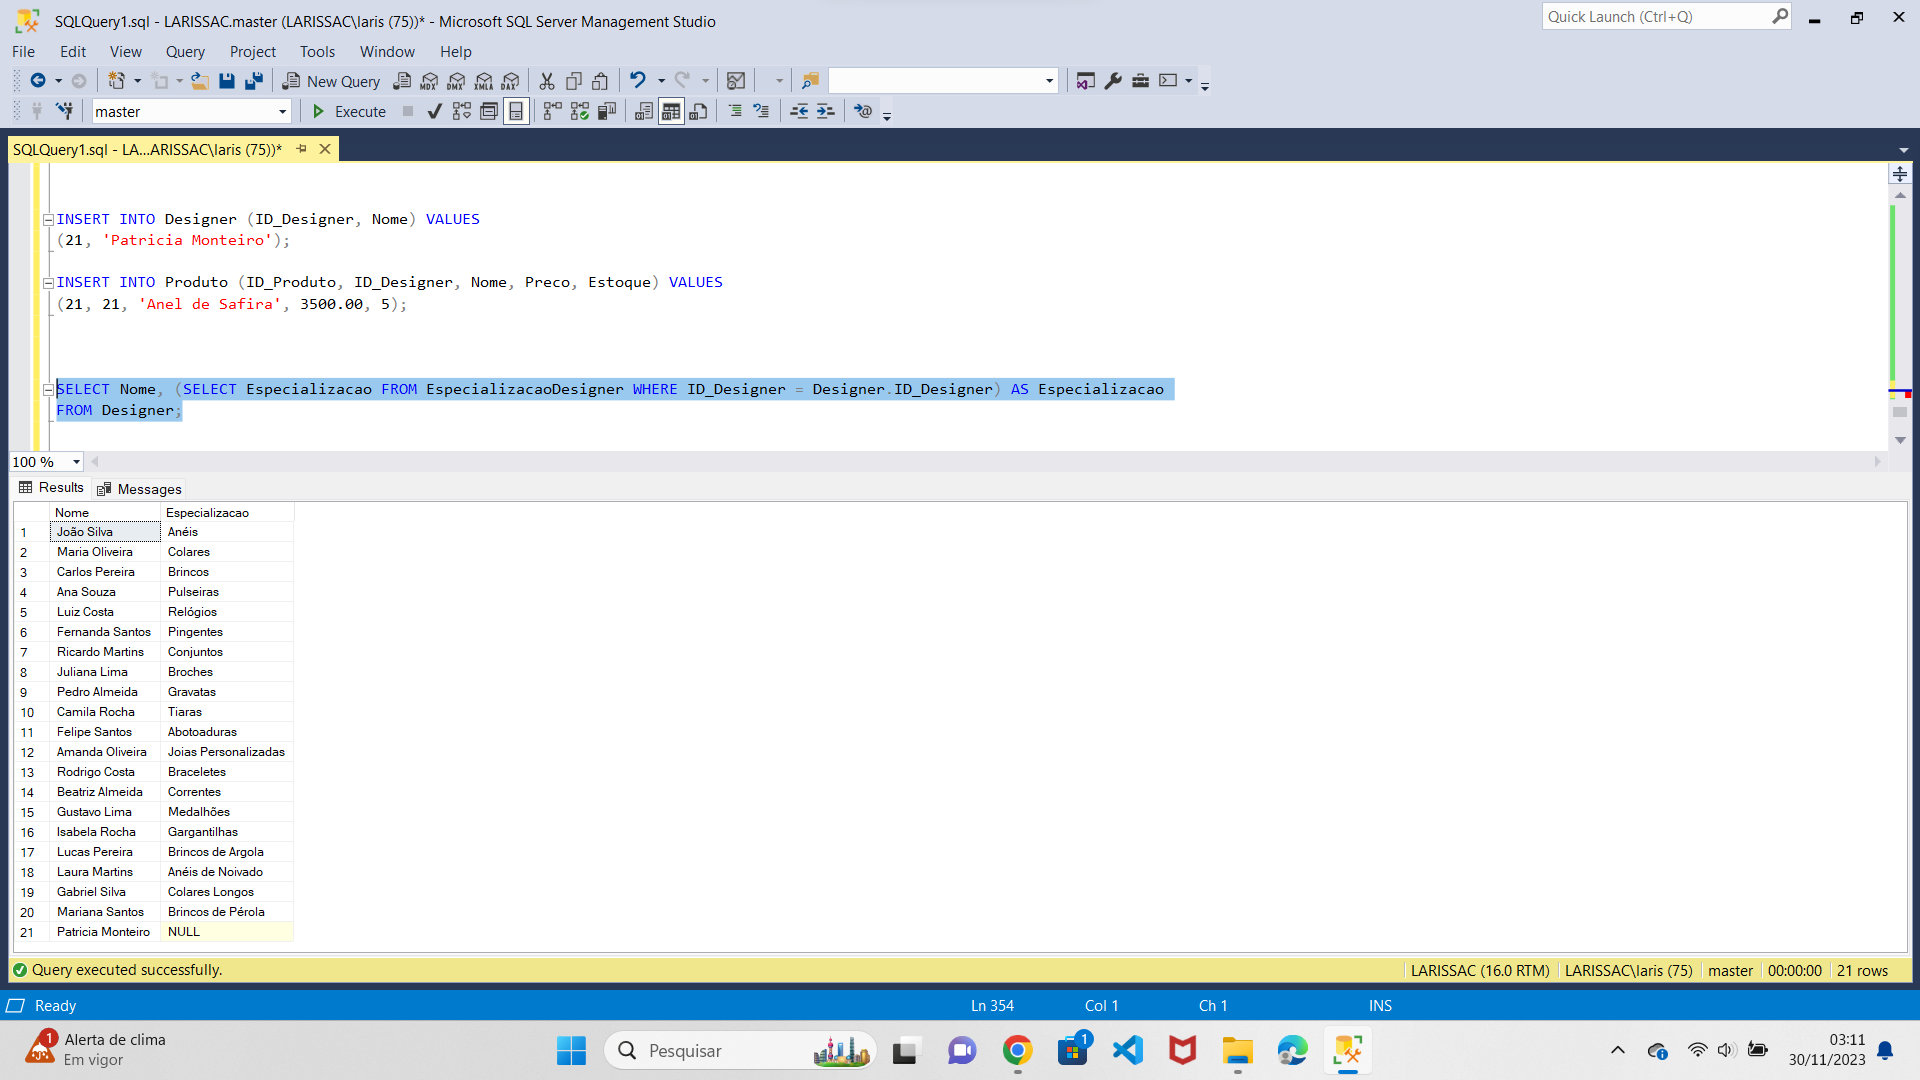 SQLQuery1.sql - LARISSAC.master (LARISSAC\laris (75))* - Microsoft SQL Server Management Studio
Quick Launch (Ctrl+Q)
File Edit View Query Project Tools Window Help
New Query MDX DMX XMLA DAX
master Execute
SQLQuery1.sql - LA...ARISSAC\laris (75))*
INSERT INTO Designer (ID_Designer, Nome) VALUES
(21, 'Patricia Monteiro');
INSERT INTO Produto (ID_Produto, ID_Designer, Nome, Preco, Estoque) VALUES
(21, 21, 'Anel de Safira', 3500.00, 5);
SELECT Nome, (SELECT Especializacao FROM EspecializacaoDesigner WHERE ID_Designer = Designer.ID_Designer) AS Especializacao
FROM Designer;
100 %
Results Messages
Nome Especializacao
1 João Silva Anéis
2 Maria Oliveira Colares
3 Carlos Pereira Brincos
4 Ana Souza Pulseiras
5 Luiz Costa Relógios
6 Fernanda Santos Pingentes
7 Ricardo Martins Conjuntos
8 Juliana Lima Broches
9 Pedro Almeida Gravatas
10 Camila Rocha Tiaras
11 Felipe Santos Abotoaduras
12 Amanda Oliveira Joias Personalizadas
13 Rodrigo Costa Braceletes
14 Beatriz Almeida Correntes
15 Gustavo Lima Medalhões
16 Isabela Rocha Gargantilhas
17 Lucas Pereira Brincos de Argola
18 Laura Martins Anéis de Noivado
19 Gabriel Silva Colares Longos
20 Mariana Santos Brincos de Pérola
21 Patricia Monteiro NULL
Query executed successfully. LARISSAC (16.0 RTM) LARISSAC\laris (75) master 00:00:00 21 rows
Ready Ln 354 Col 1 Ch 1 INS
1 Alerta de clima
Em vigor
Pesquisar
1
03:11
30/11/2023